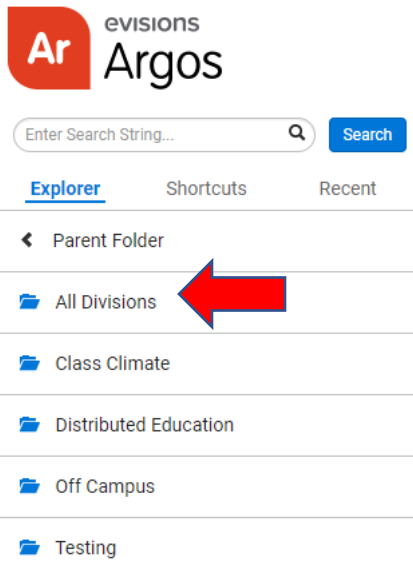 Ar
evisions
Argos
Enter Search String...
Search
Explorer Shortcuts Recent
Parent Folder
All Divisions
Class Climate
Distributed Education
Off Campus
Testing